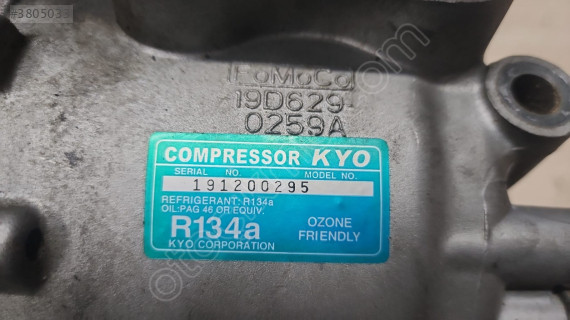 #3805033
FoMoCo
19D629-
0259A
COMPRESSOR KYO
SERIAL NO. MODEL NO.
191200295
REFRIGERANT: R134a
OIL:PAG 46 OR EQUIV.
R134a OZONE
KYO CORPORATION FRIENDLY